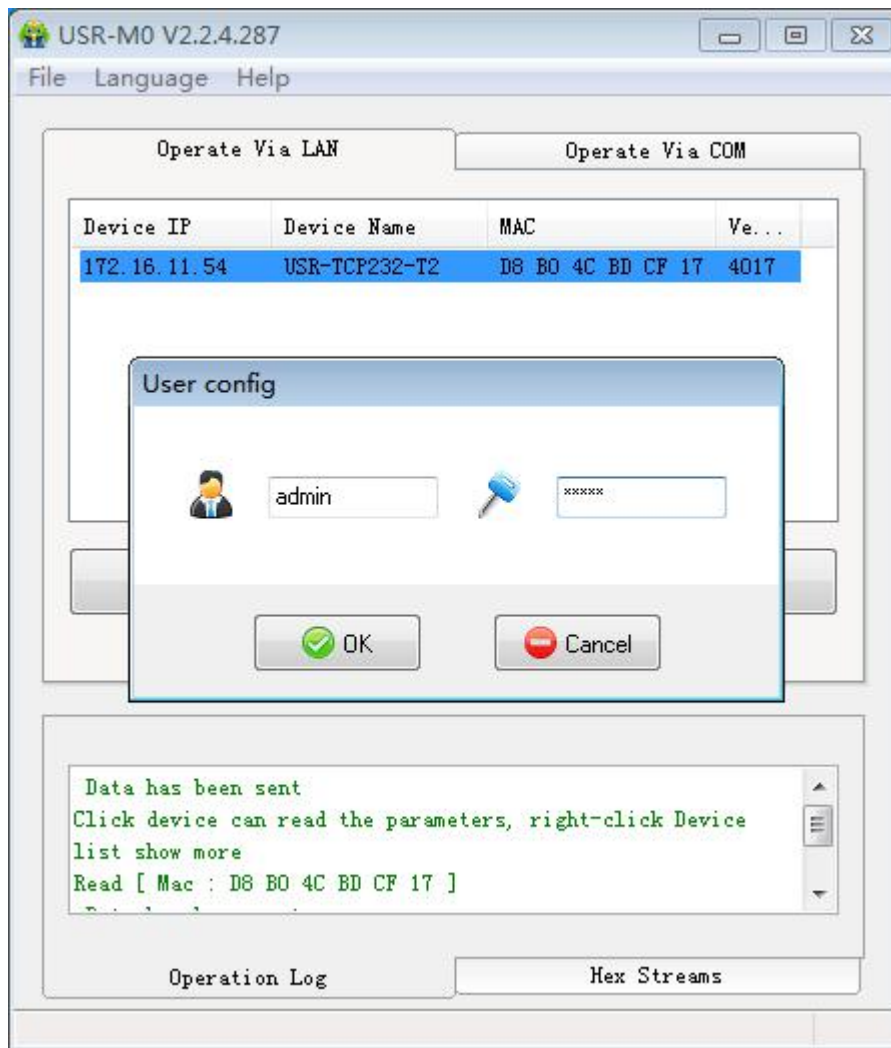 USR-M0 V2.2.4.287
File Language Help
Operate Via LAN Operate Via COM
Device IP Device Name MAC Ve...
172.16.11.54 USR-TCP232-T2 D8 B0 4C BD CF 17 4017
User config
admin *****
OK Cancel
Data has been sent
Click device can read the parameters, right-click Device
list show more
Read [ Mac : D8 B0 4C BD CF 17 ]
Operation Log Hex Streams